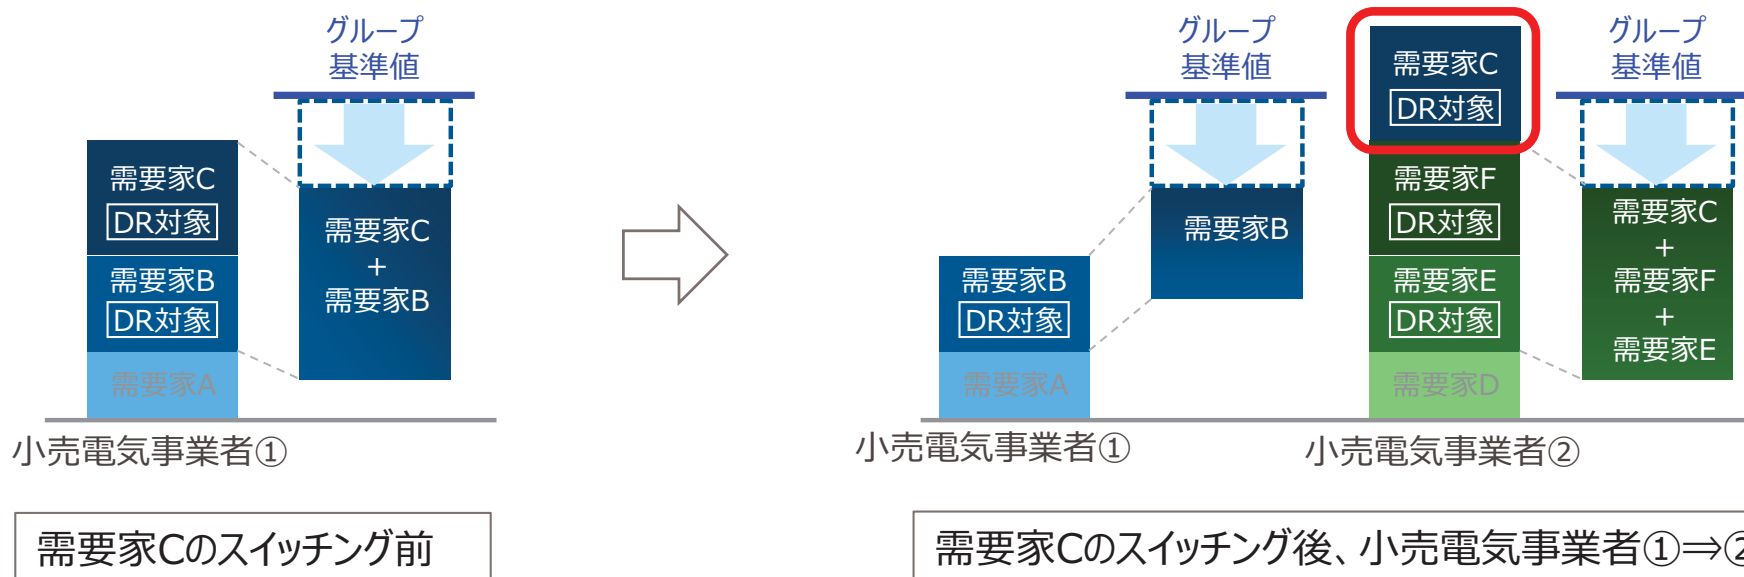 グループ
基準値
需要家C
DR対象
需要家B
DR対象
需要家A
需要家C
+
需要家B
小売電気事業者①
需要家Cのスイッチング前
グループ
基準値
需要家B
需要家B
DR対象
需要家A
小売電気事業者①
需要家C
DR対象
需要家F
DR対象
需要家E
DR対象
需要家D
グループ
基準値
需要家C
+
需要家F
+
需要家E
小売電気事業者②
需要家Cのスイッチング後、小売電気事業者①⇒②